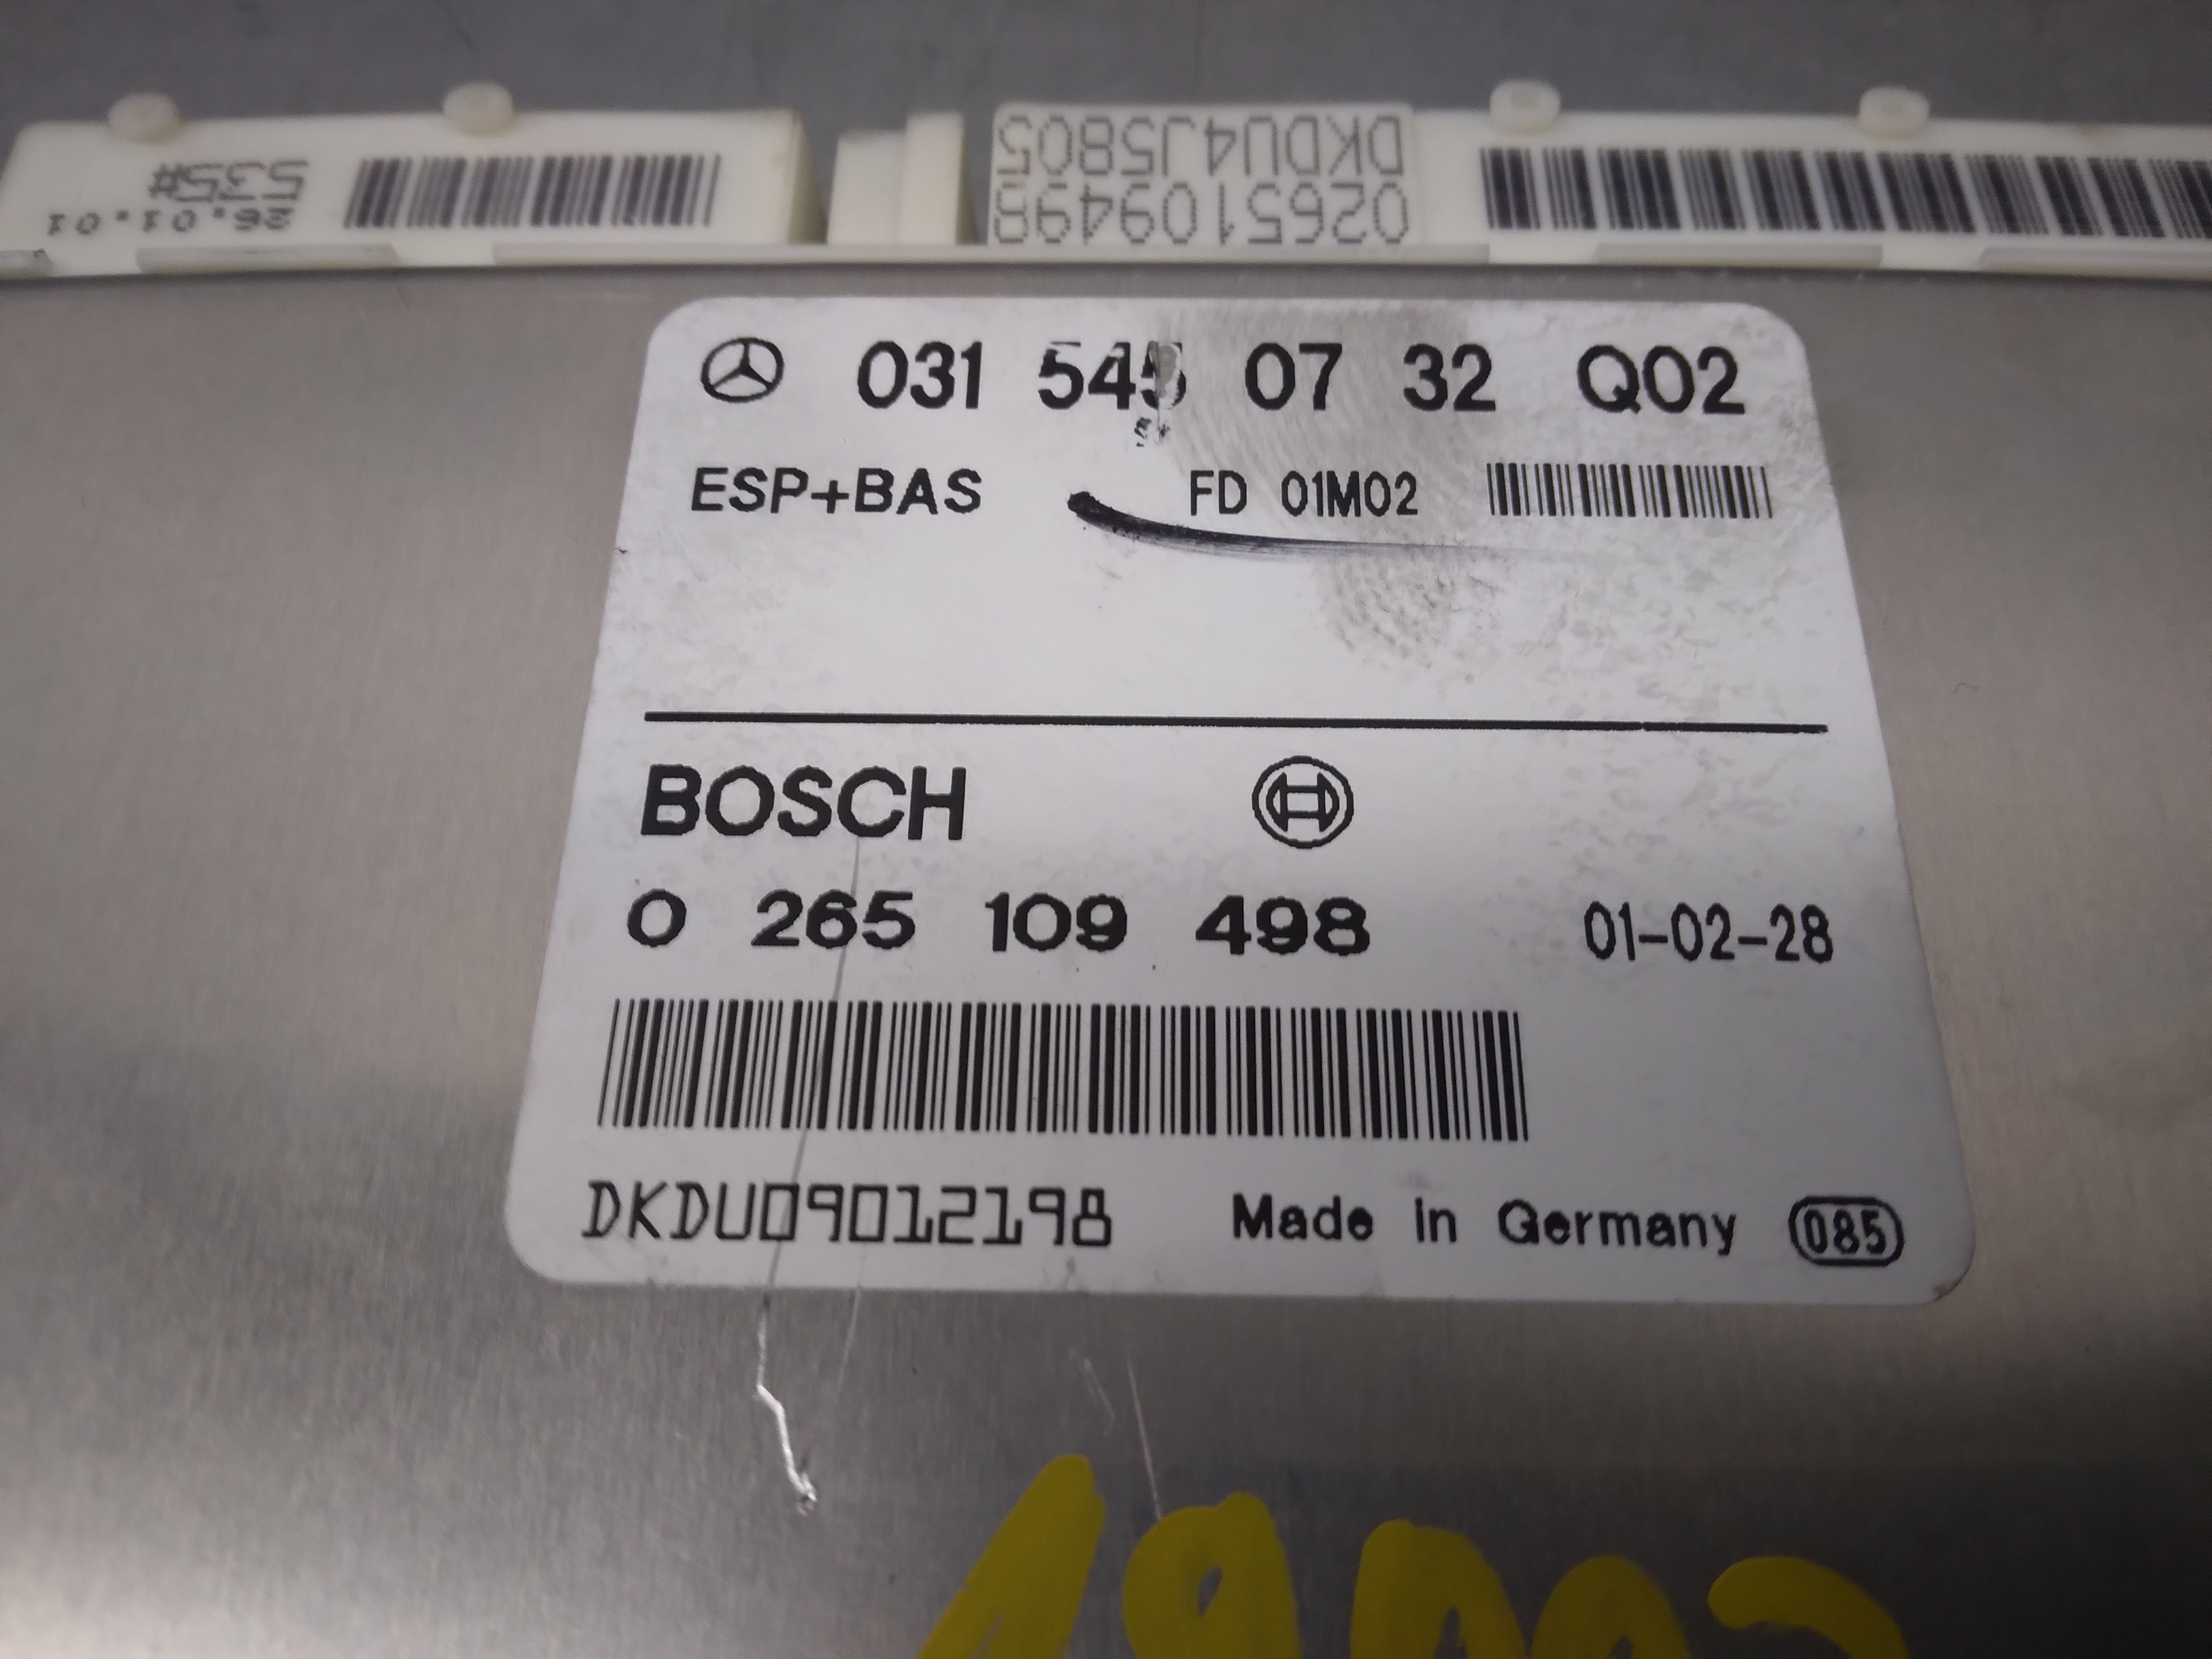 535#
26.01.01
DKDU4J5805
0265109498
031 545 07 32 Q02
ESP+BAS FD 01M02
BOSCH
0 265 109 498 01-02-28
DKDU09012198 Made in Germany 085